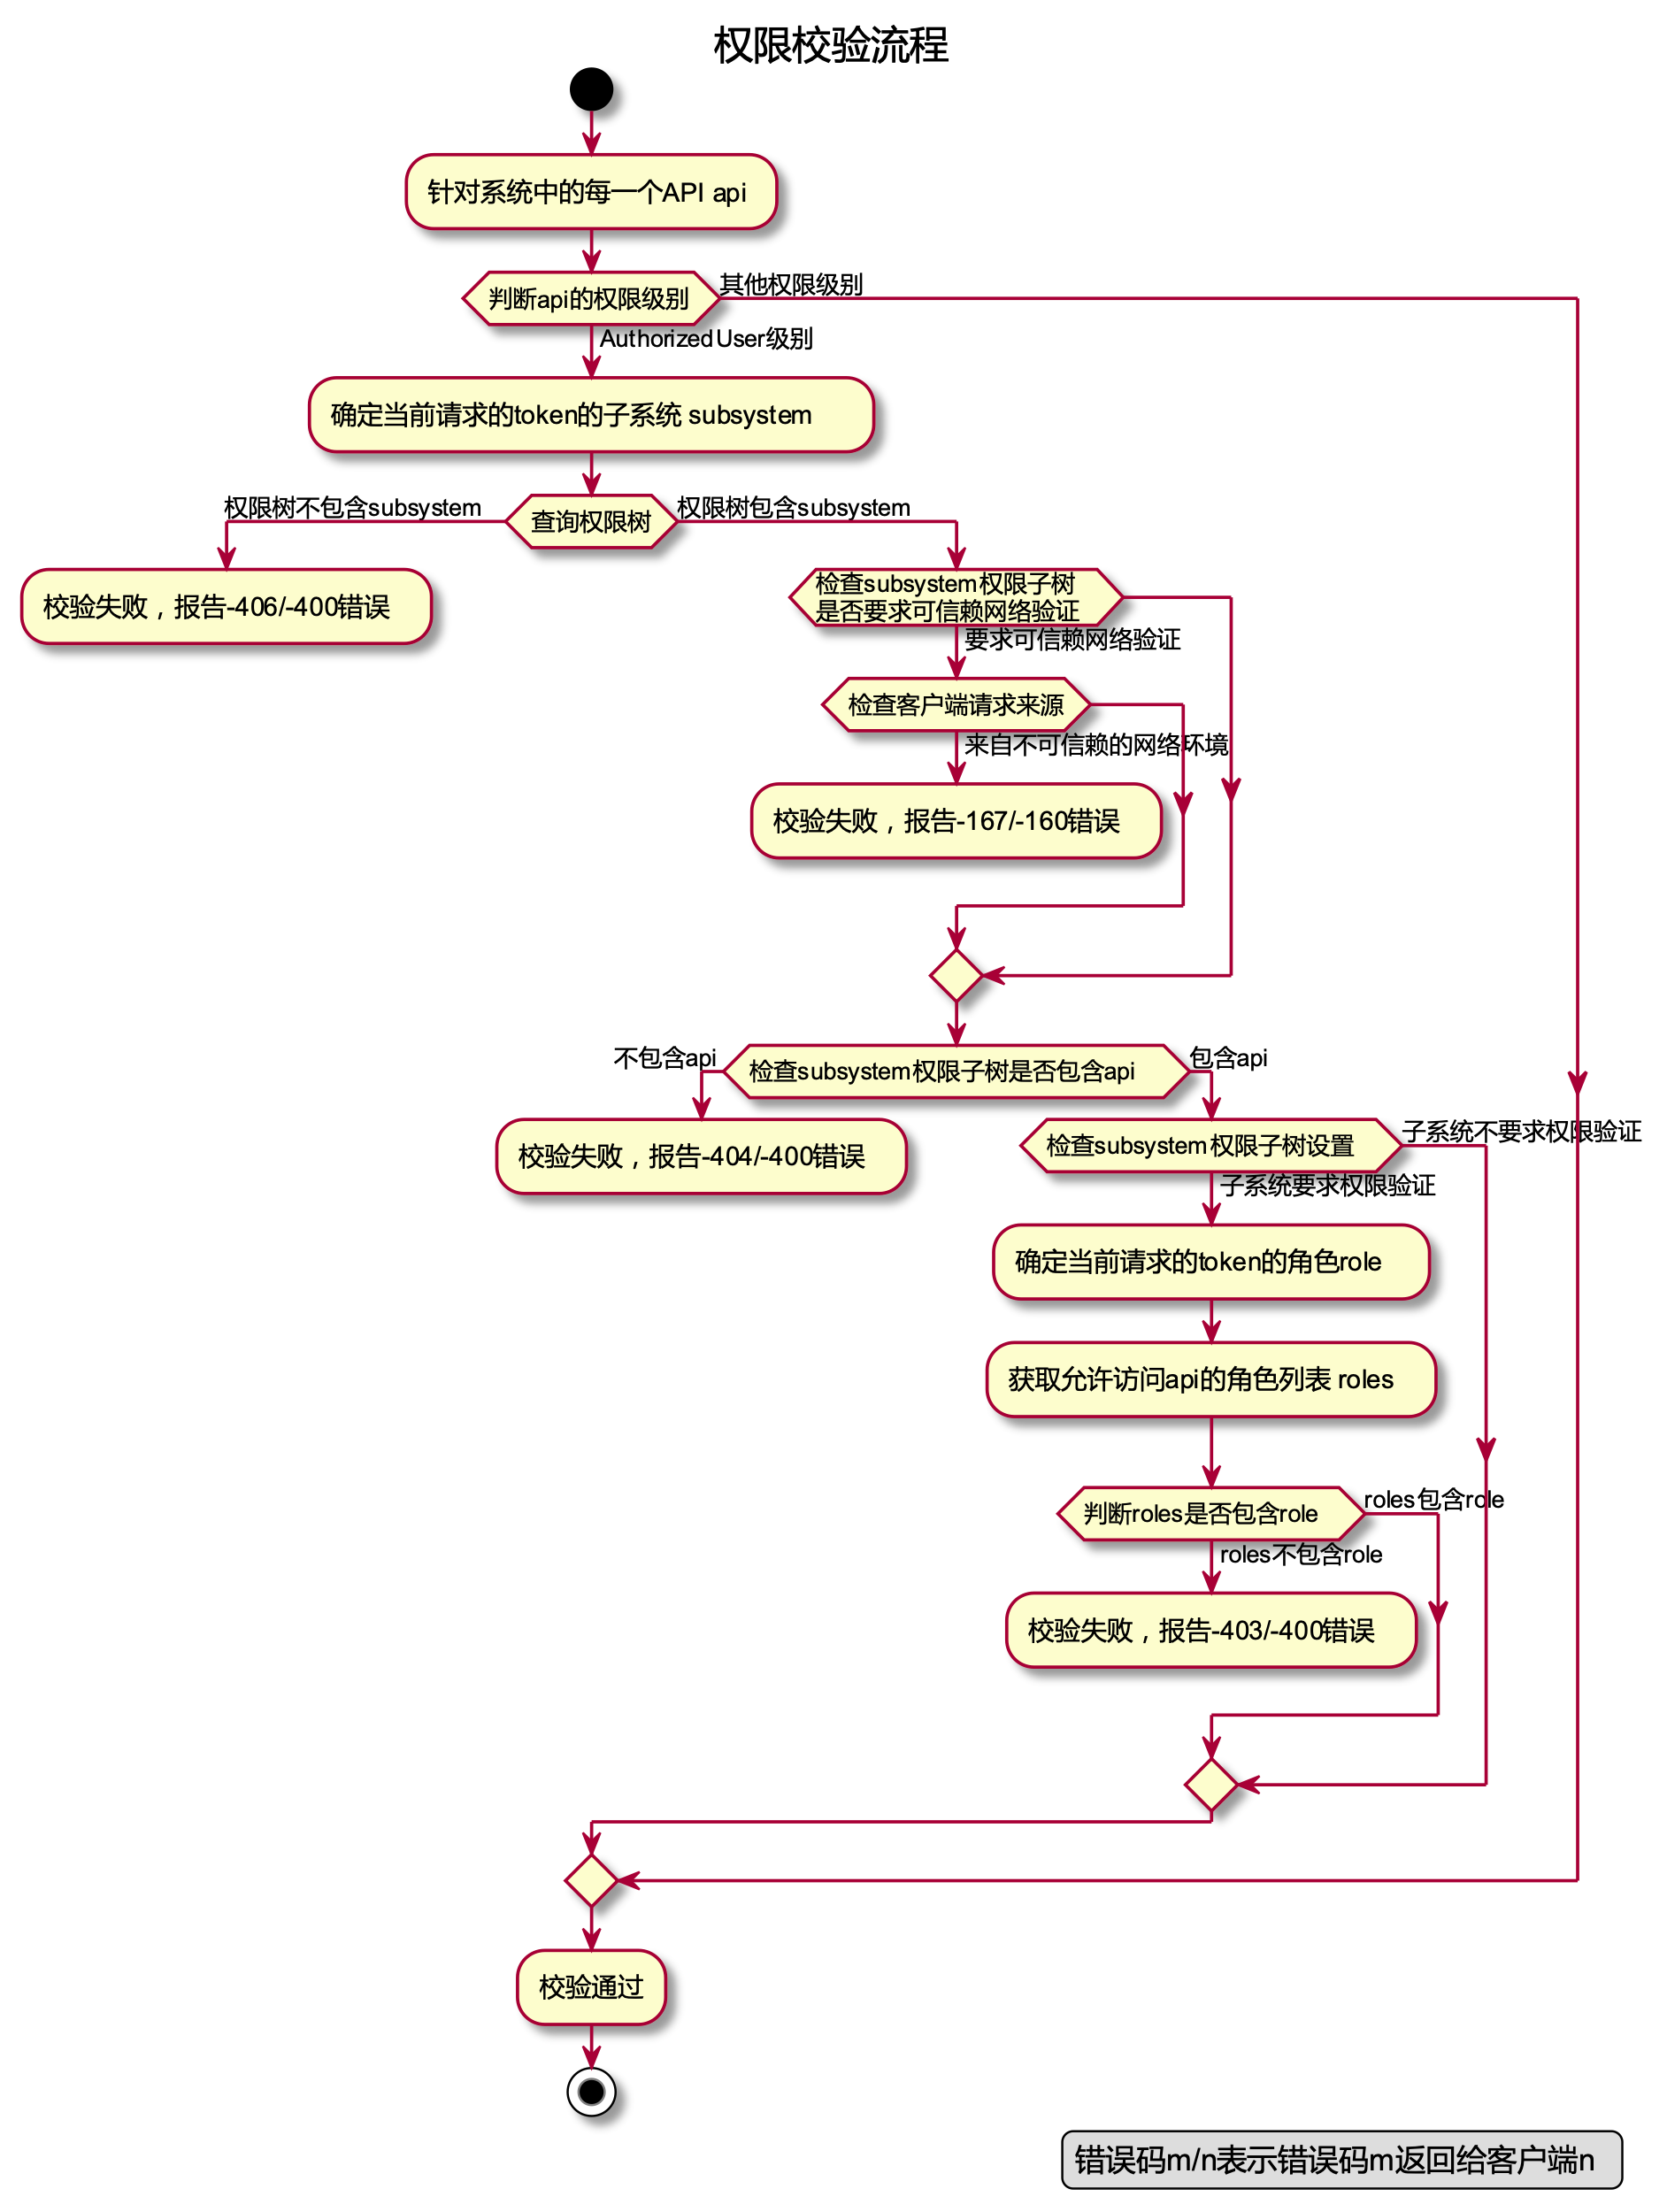 权限校验流程
针对系统中的每一个API api
判断api的权限级别
其他权限级别
AuthorizedUser级别
确定当前请求的token的子系统 subsystem
权限树不包含subsystem
查询权限树
权限树包含subsystem
校验失败，报告-406/-400错误
检查subsystem权限子树
是否要求可信赖网络验证
要求可信赖网络验证
检查客户端请求来源
来自不可信赖的网络环境
校验失败，报告-167/-160错误
不包含api
检查subsystem权限子树是否包含api
包含api
校验失败，报告-404/-400错误
检查subsystem权限子树设置
子系统不要求权限验证
子系统要求权限验证
确定当前请求的token的角色role
获取允许访问api的角色列表 roles
判断roles是否包含role
roles包含role
roles不包含role
校验失败，报告-403/-400错误
校验通过
错误码m/n表示错误码m返回给客户端n